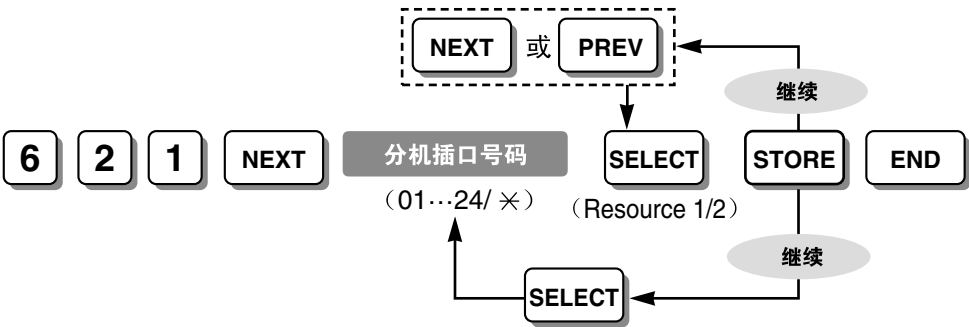 NEXT 或 PREV
继续
6 2 1 NEXT 分机插口号码 SELECT STORE END
（01…24/ ✳） （Resource 1/2）
继续
SELECT